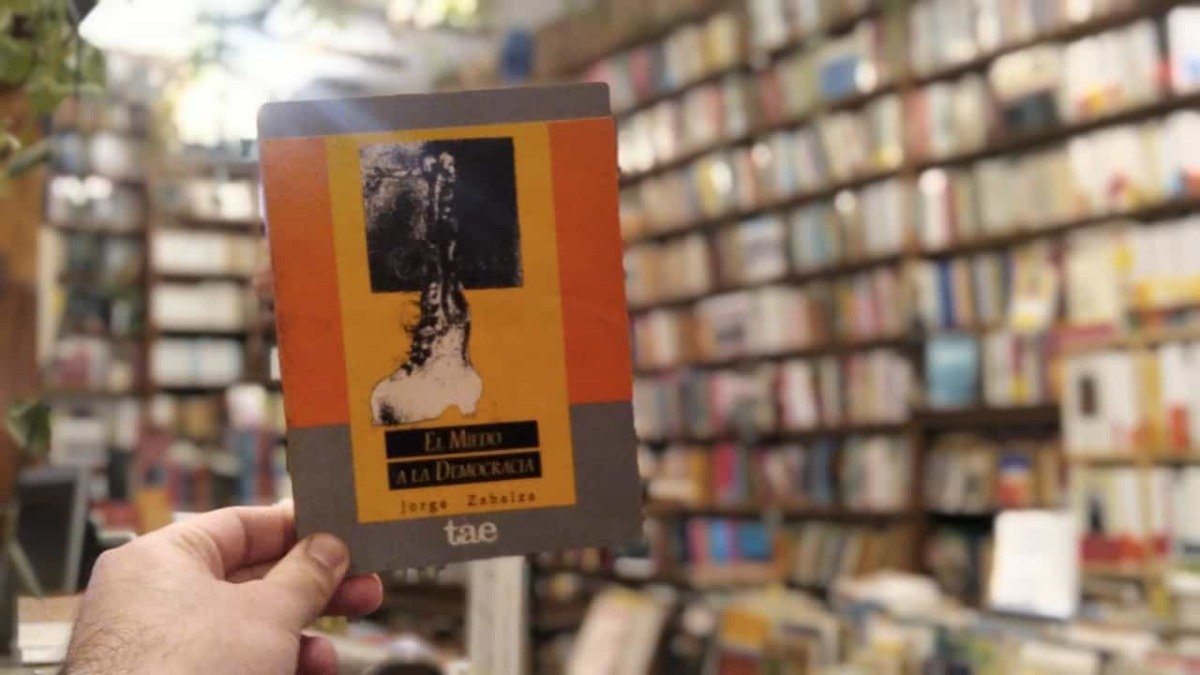 EL MIEDO
A LA DEMOCRACIA
Jorge Zabalza
tae